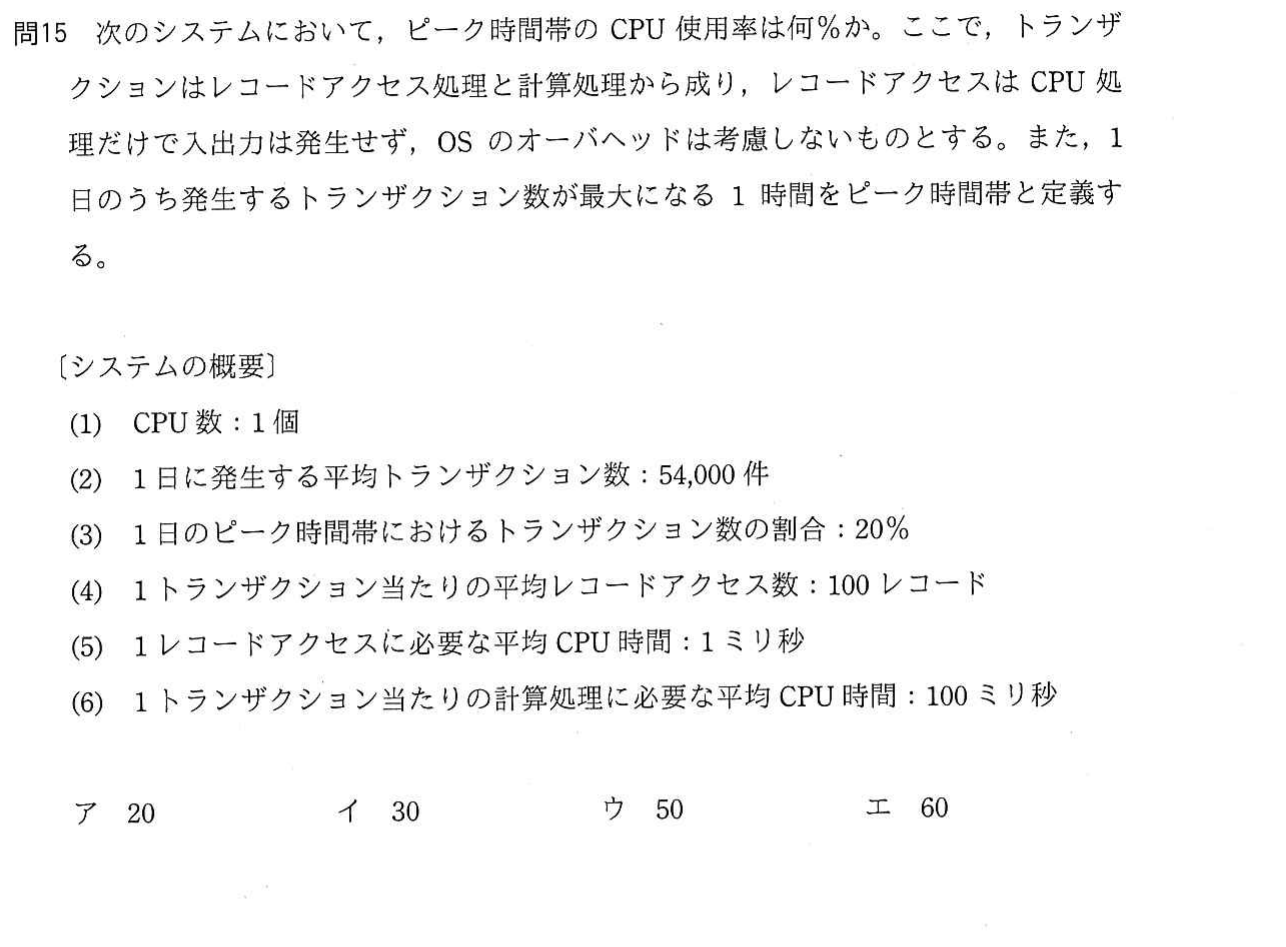 問15 次のシステムにおいて，ピーク時間帯の CPU 使用率は何％か。ここで，トランザ
クションはレコードアクセス処理と計算処理から成り，レコードアクセスは CPU 処
理だけで入出力は発生せず，OS のオーバヘッドは考慮しないものとする。また，1
日のうち発生するトランザクション数が最大になる 1 時間をピーク時間帯と定義す
る。
〔システムの概要〕
(1) CPU 数：1 個
(2) 1 日に発生する平均トランザクション数：54,000 件
(3) 1 日のピーク時間帯におけるトランザクション数の割合：20％
(4) 1 トランザクション当たりの平均レコードアクセス数：100 レコード
(5) 1 レコードアクセスに必要な平均 CPU 時間：1 ミリ秒
(6) 1 トランザクション当たりの計算処理に必要な平均 CPU 時間：100 ミリ秒
ア 20 イ 30 ウ 50 エ 60